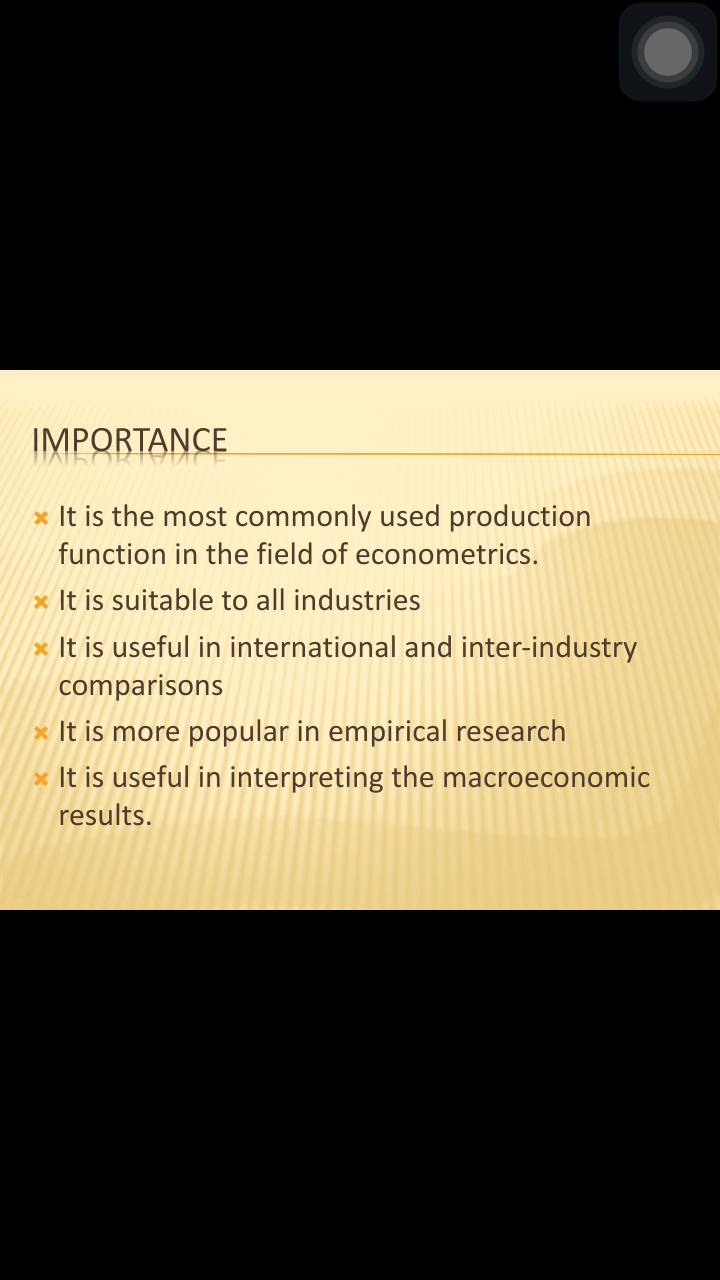 IMPORTANCE
It is the most commonly used production
function in the field of econometrics.
It is suitable to all industries
It is useful in international and inter-industry
comparisons
It is more popular in empirical research
It is useful in interpreting the macroeconomic
results.